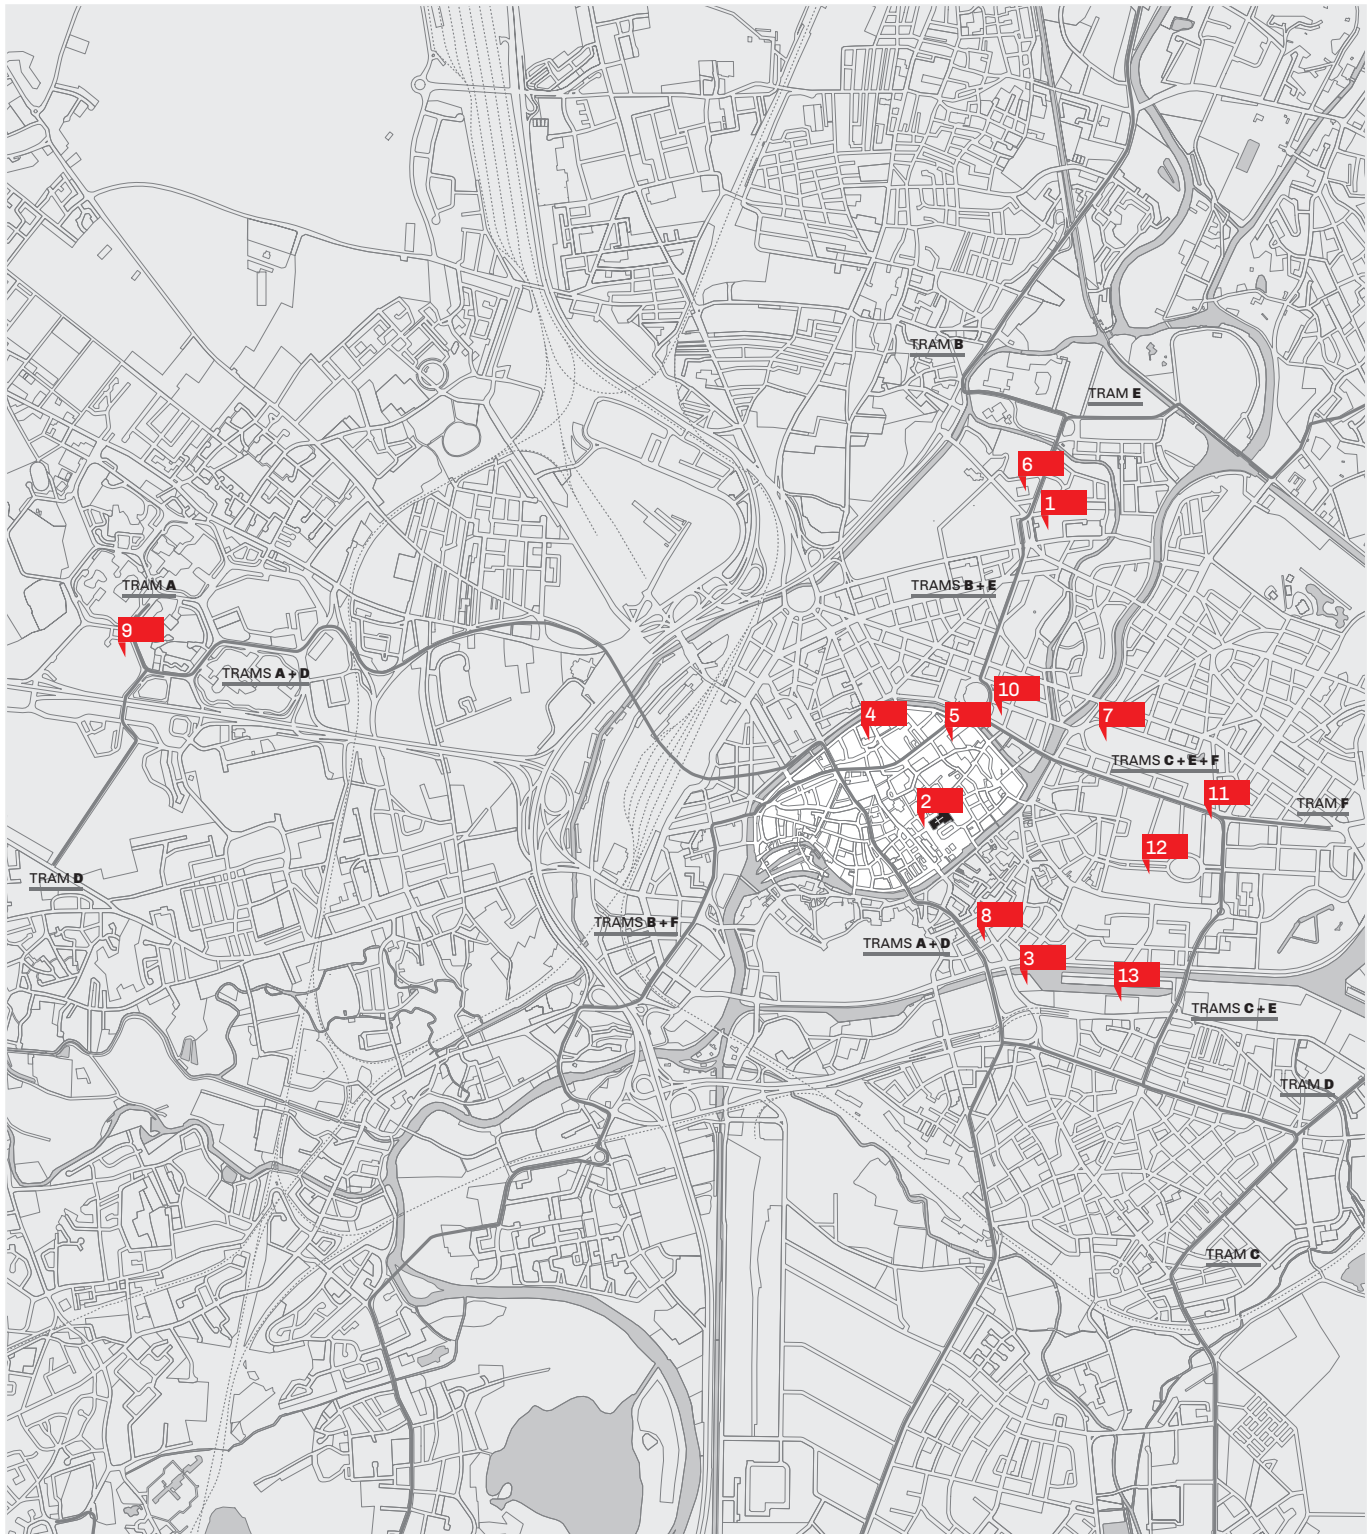 TRAM B
TRAM E
6
1
TRAM A
TRAMS B + E
9
TRAMS A + D
10
4
5
7
TRAMS C + E + F
2
11
TRAM F
12
TRAM D
8
TRAMS B + F
TRAMS A + D
3
13
TRAMS C + E
TRAM D
TRAM C